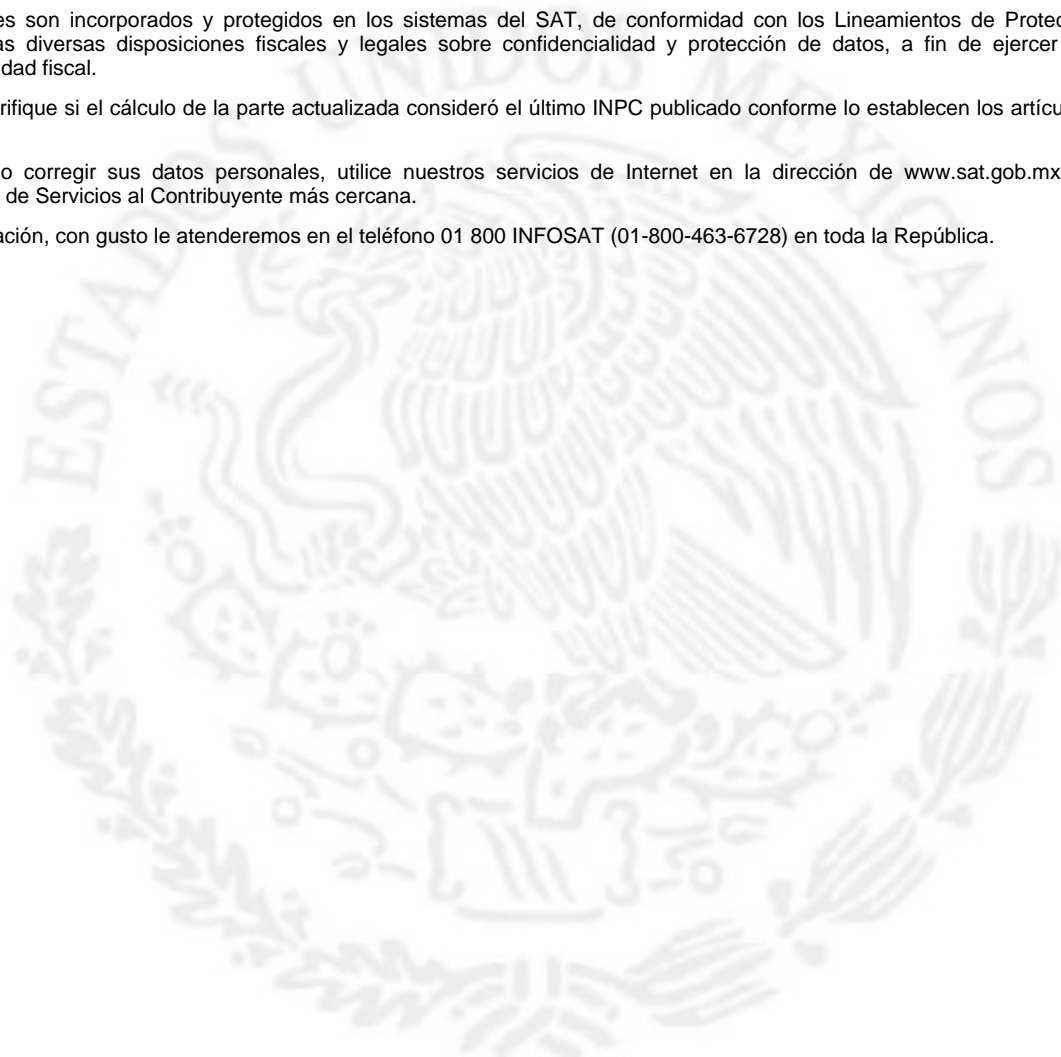 es son incorporados y protegidos en los sistemas del SAT, de conformidad con los Lineamientos de Protec
as diversas disposiciones fiscales y legales sobre confidencialidad y protección de datos, a fin de ejercer
dad fiscal.
rifique si el cálculo de la parte actualizada consideró el último INPC publicado conforme lo establecen los artícu
o corregir sus datos personales, utilice nuestros servicios de Internet en la dirección de www.sat.gob.mx
de Servicios al Contribuyente más cercana.
ación, con gusto le atenderemos en el teléfono 01 800 INFOSAT (01-800-463-6728) en toda la República.
ESTADOS UNIDOS MEXICANOS